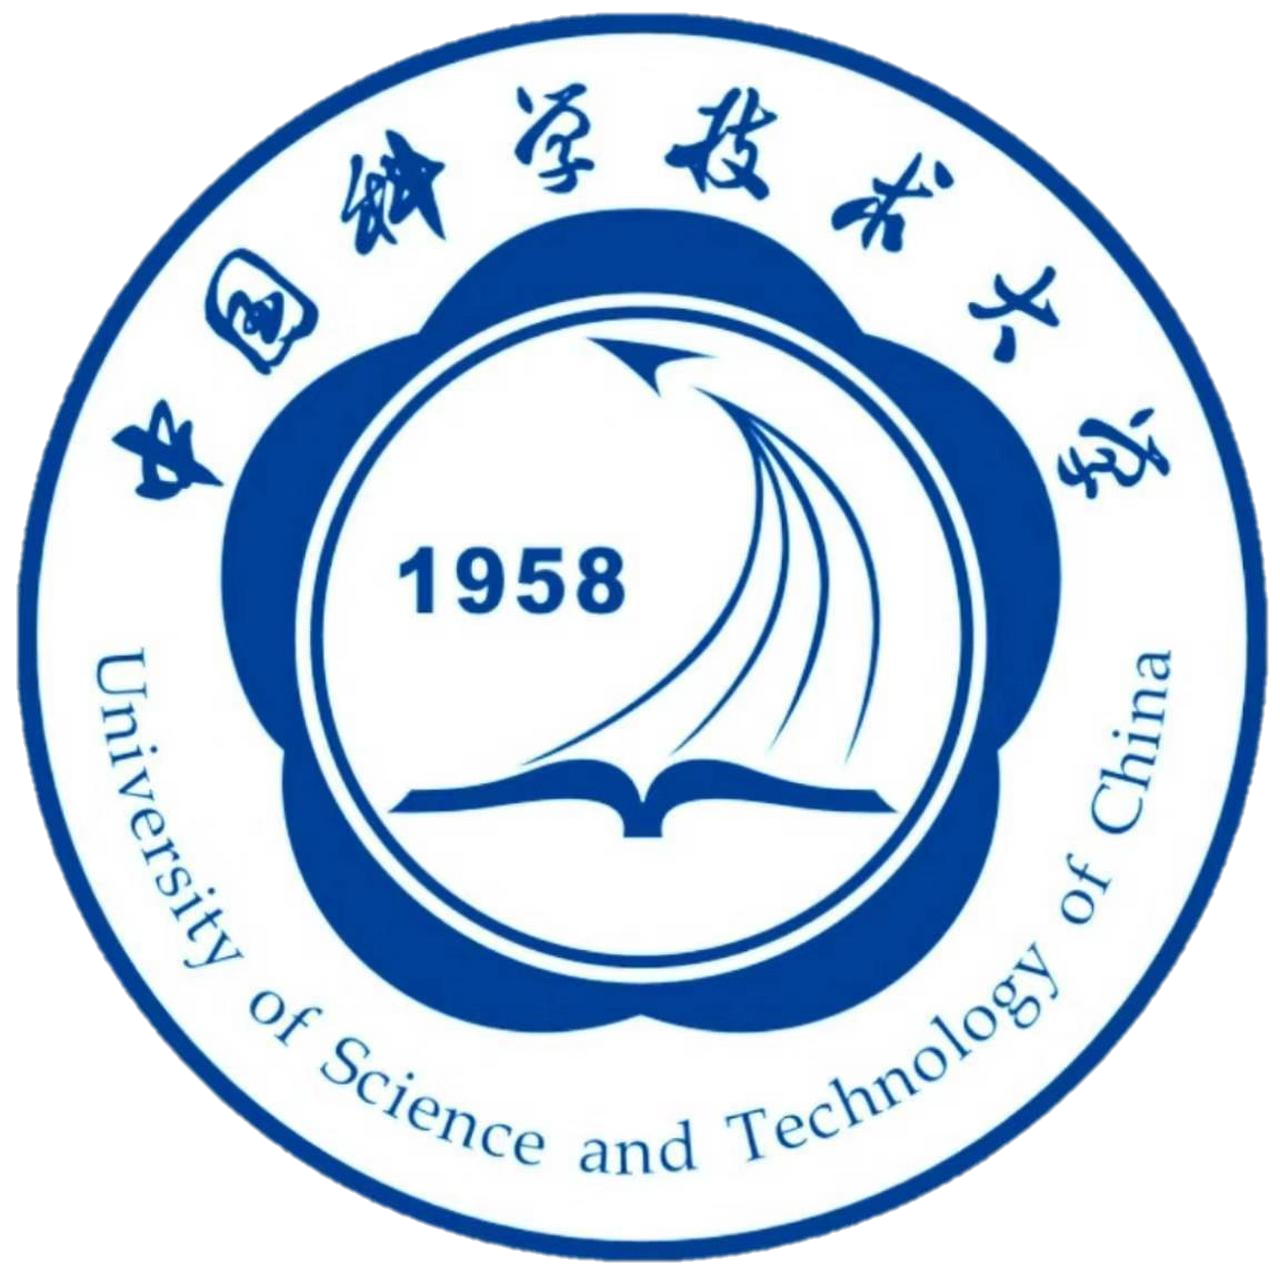 中国科学技术大学
1958
University of Science and Technology of China